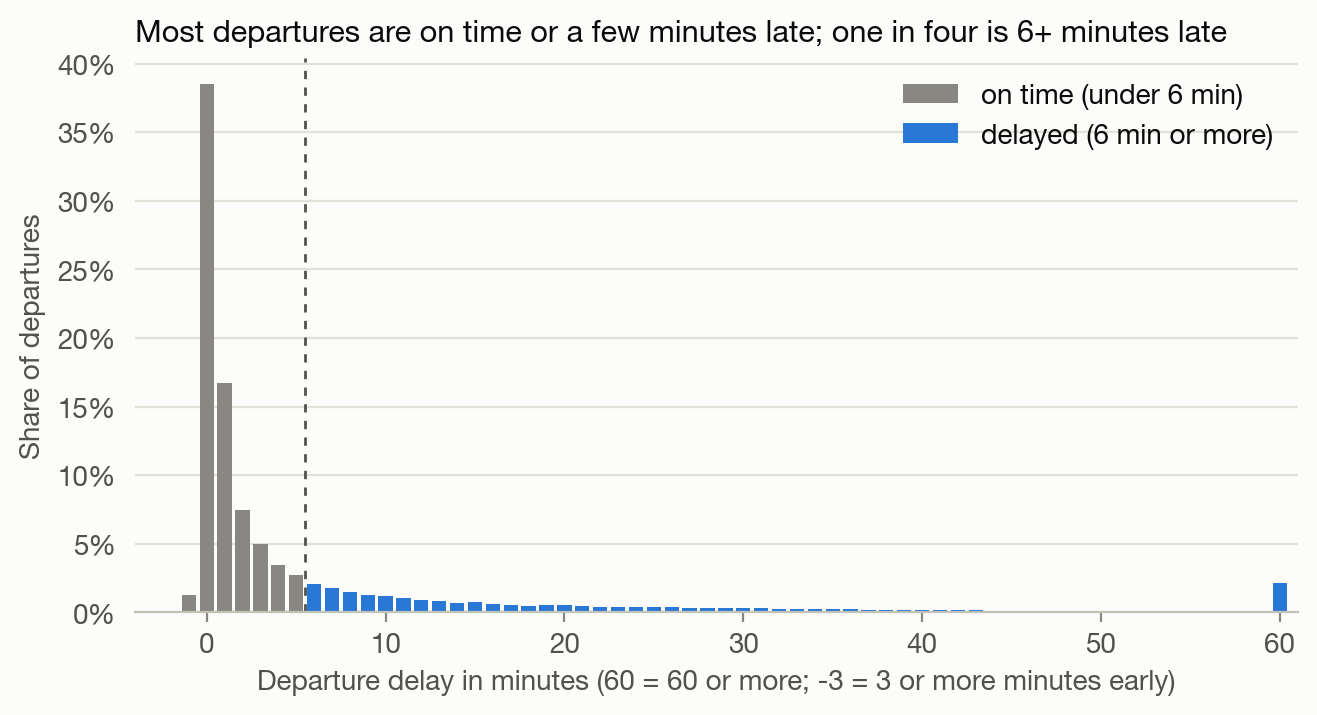 Most departures are on time or a few minutes late; one in four is 6+ minutes late
40%
35%
30%
25%
20%
15%
10%
5%
0%
Share of departures
on time (under 6 min)
delayed (6 min or more)
0 10 20 30 40 50 60
Departure delay in minutes (60 = 60 or more; -3 = 3 or more minutes early)